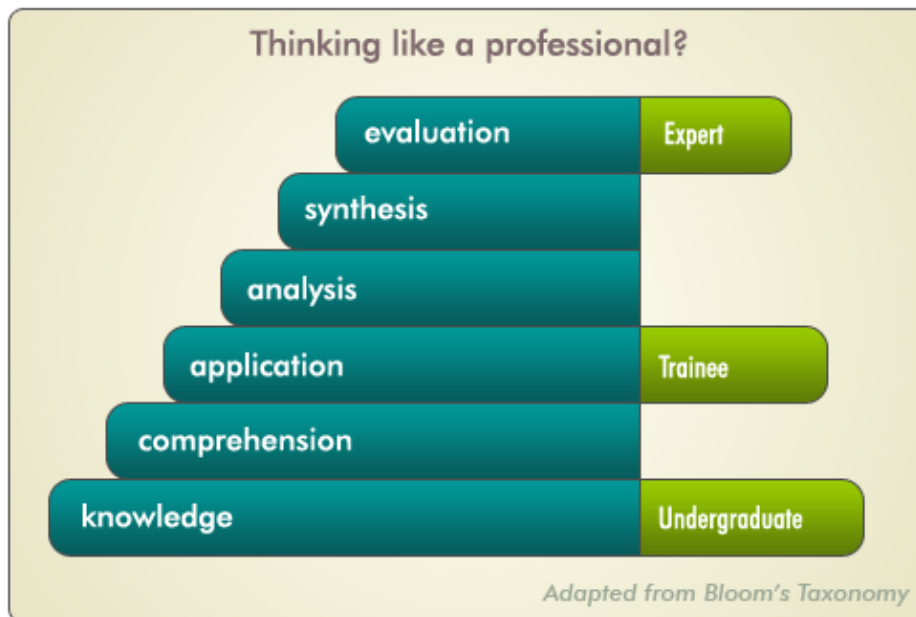 Thinking like a professional?
evaluation Expert
synthesis
analysis
application Trainee
comprehension
knowledge Undergraduate
Adapted from Bloom's Taxonomy